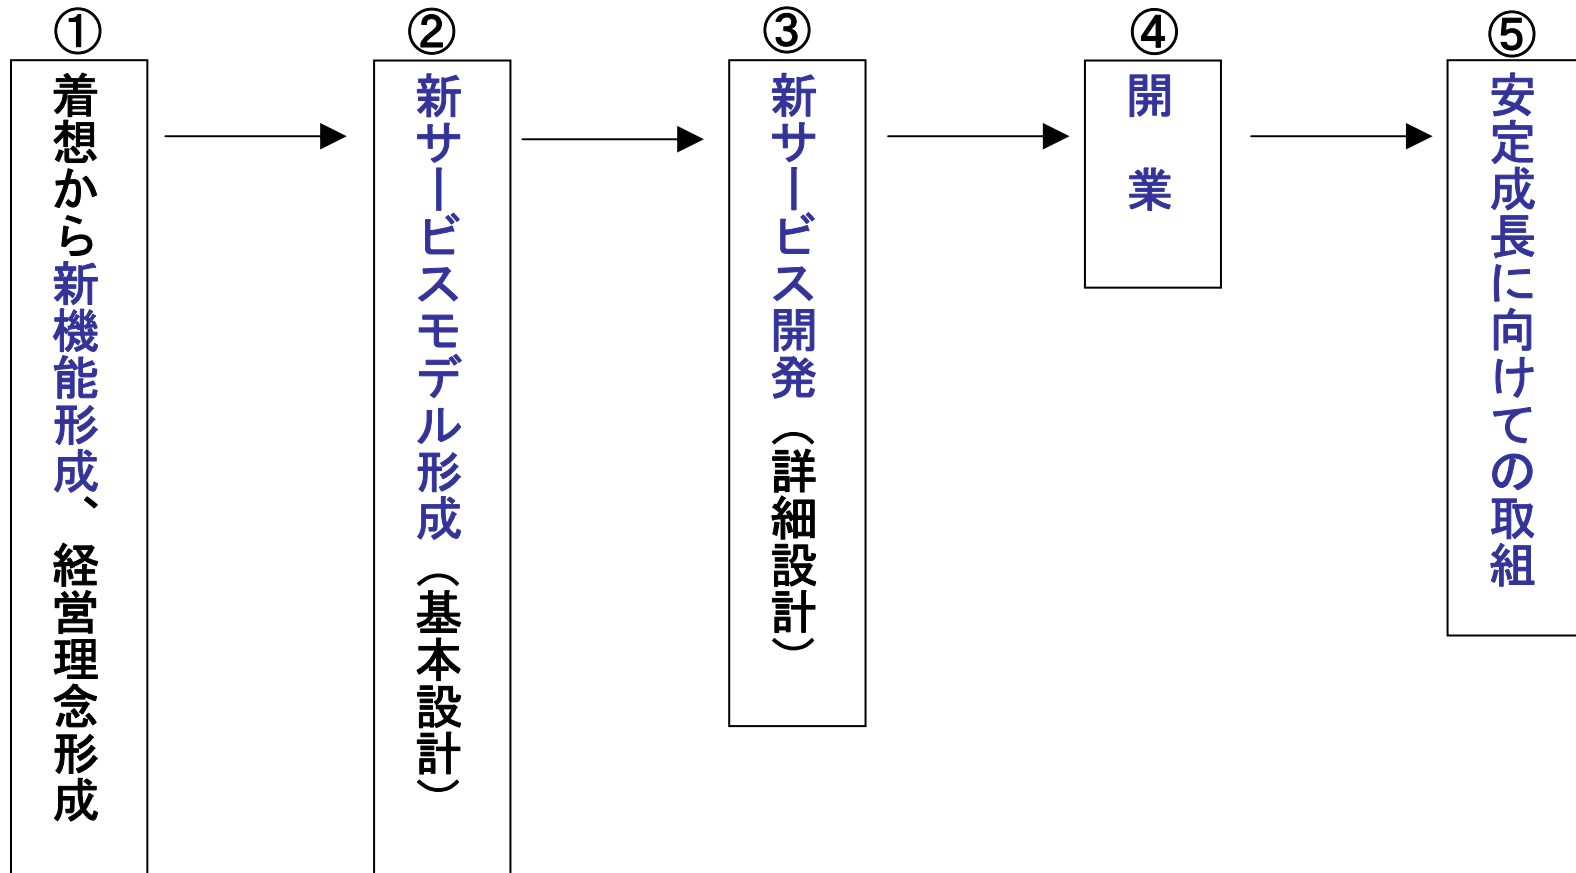 ①
着想から新機能形成、経営理念形成
②
新サービスモデル形成（基本設計）
③
新サービス開発（詳細設計）
④
開　業
⑤
安定成長に向けての取組